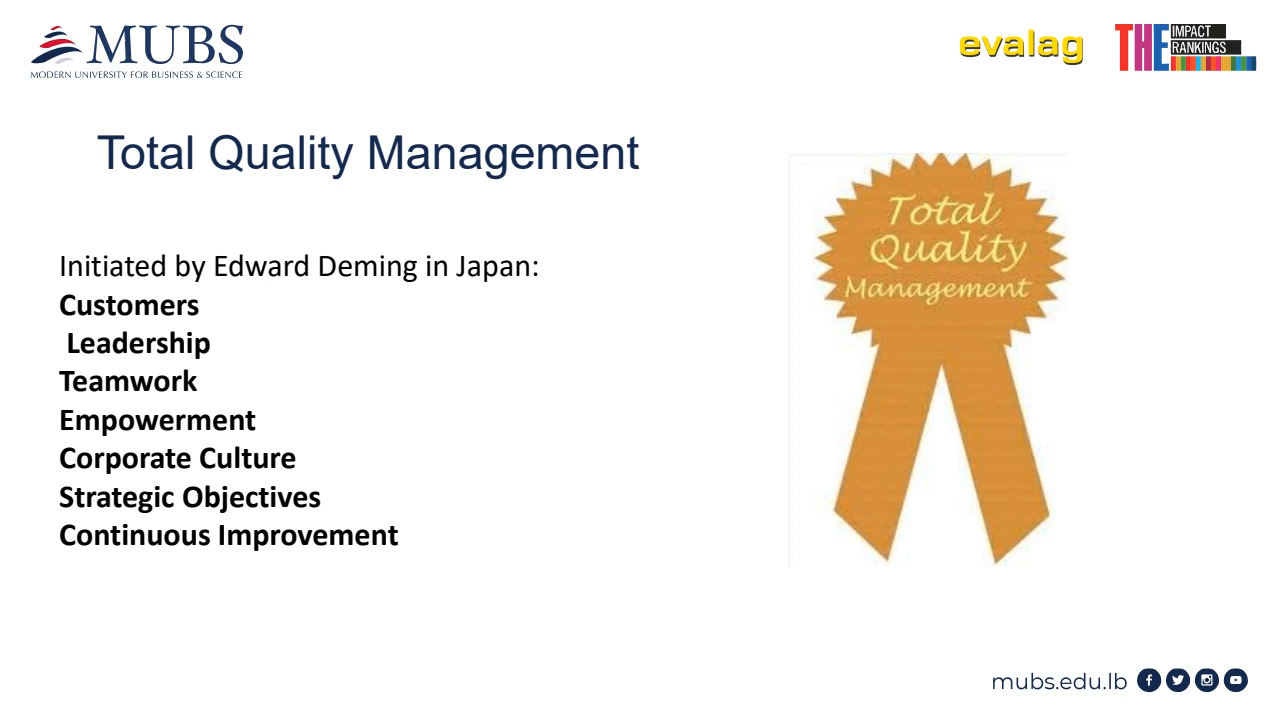 MUBS
MODERN UNIVERSITY FOR BUSINESS & SCIENCE
evalag
THE IMPACT
RANKINGS
Total Quality Management
Initiated by Edward Deming in Japan:
Customers
Leadership
Teamwork
Empowerment
Corporate Culture
Strategic Objectives
Continuous Improvement
Total
Quality
Management
mubs.edu.lb